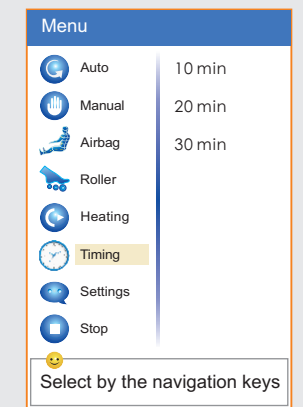 Menu
Auto
Manual
Airbag
Roller
Heating
Timing
Settings
Stop
10 min
20 min
30 min
Select by the navigation keys